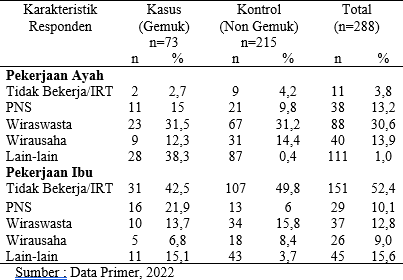 Karakteristik Kasus Kontrol Total
Responden (Gemuk) (Non Gemuk) (n=288)
n=73 n=215
n % n % n %
Pekerjaan Ayah
Tidak Bekerja/IRT 2 2,7 9 4,2 11 3,8
PNS 11 15 21 9,8 38 13,2
Wiraswasta 23 31,5 67 31,2 88 30,6
Wirausaha 9 12,3 31 14,4 40 13,9
Lain-lain 28 38,3 87 0,4 111 1,0
Pekerjaan Ibu
Tidak Bekerja/IRT 31 42,5 107 49,8 151 52,4
PNS 16 21,9 13 6 29 10,1
Wiraswasta 10 13,7 34 15,8 37 12,8
Wirausaha 5 6,8 18 8,4 26 9,0
Lain-lain 11 15,1 43 3,7 45 15,6
Sumber : Data Primer, 2022